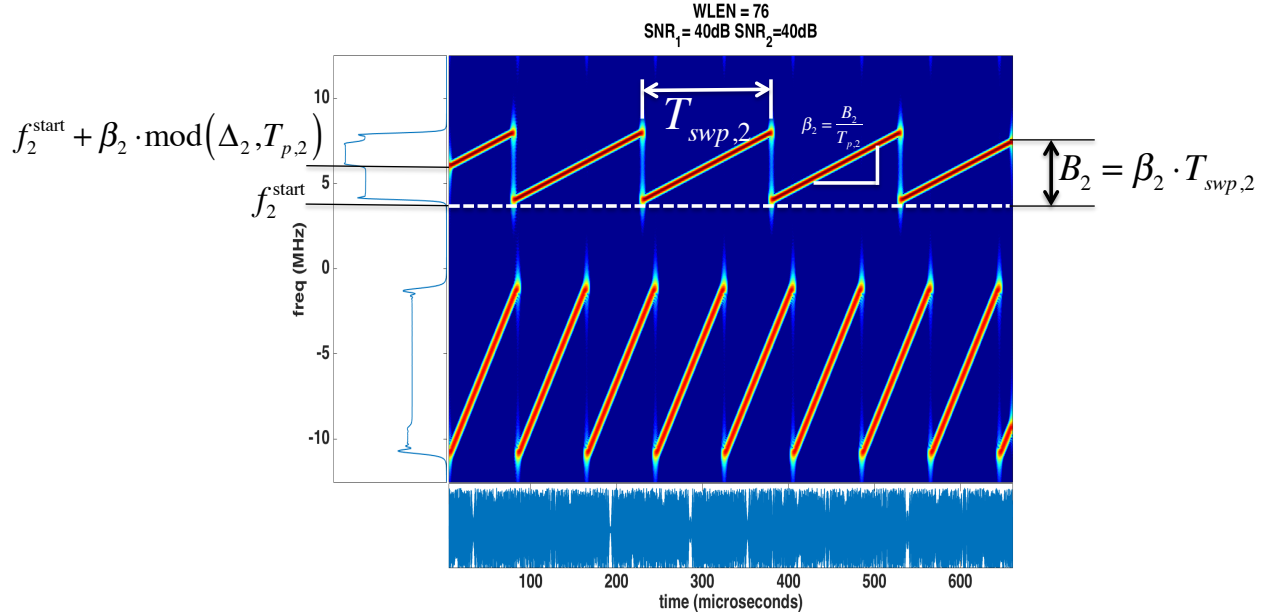 WLEN = 76
SNR₁= 40dB SNR₂=40dB
10
5
0
-5
-10
freq (MHz)
f₂^start + β₂ · mod(Δ₂, T_p,2)
f₂^start
T_swp,2
β₂ = B₂/T_p,2
B₂ = β₂ · T_swp,2
100 200 300 400 500 600
time (microseconds)